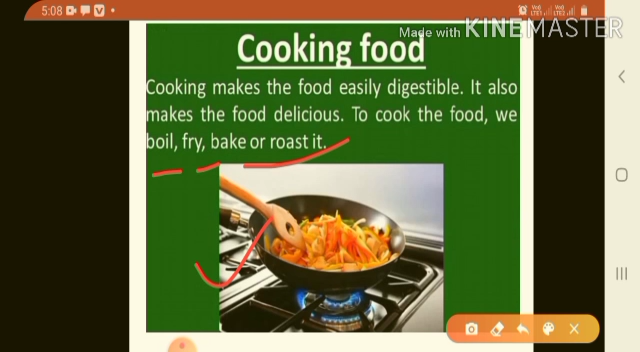 5:08
Made with KINEMASTER
Cooking food
Cooking makes the food easily digestible. It also
makes the food delicious. To cook the food, we
boil, fry, bake or roast it.